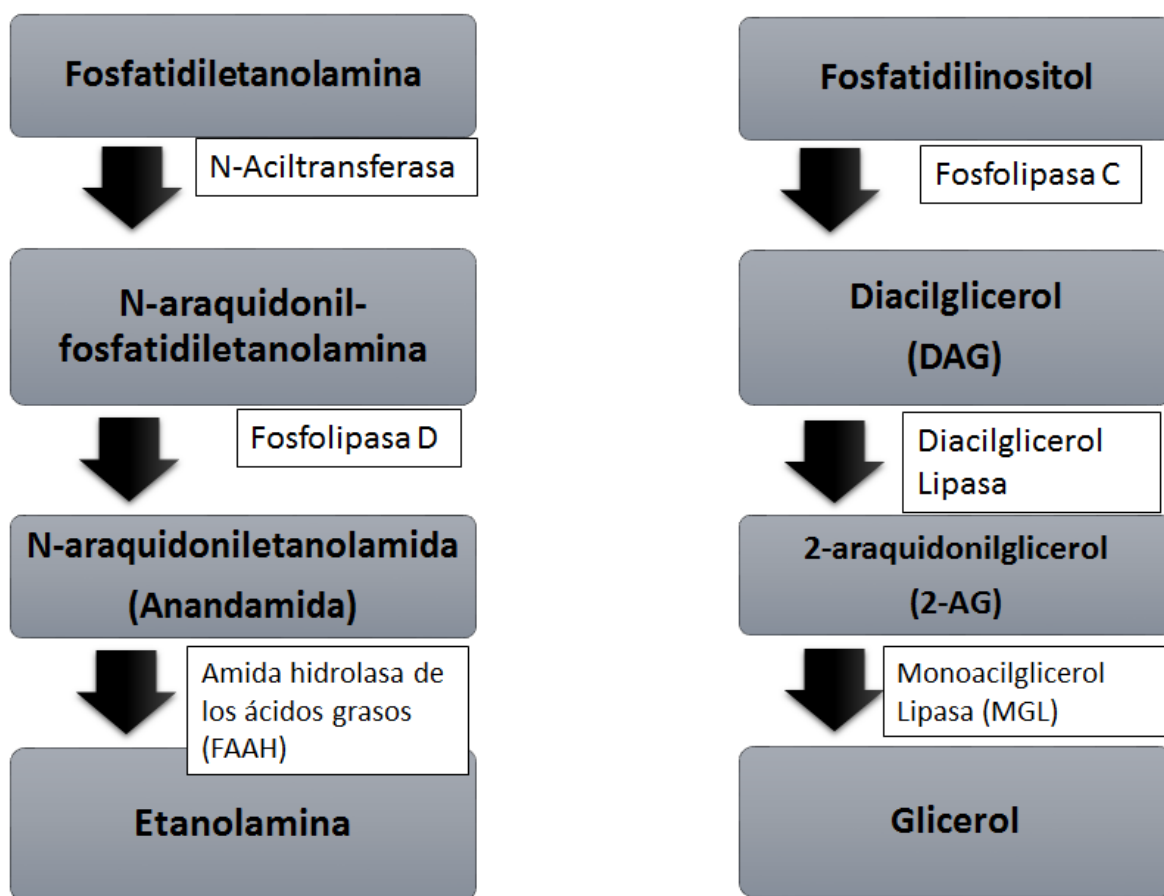 Fosfatidiletanolamina
N-Aciltransferasa
N-araquidonil-
fosfatidiletanolamina
Fosfolipasa D
N-araquidoniletanolamida
(Anandamida)
Amida hidrolasa de
los ácidos grasos
(FAAH)
Etanolamina
Fosfatidilinositol
Fosfolipasa C
Diacilglicerol
(DAG)
Diacilglicerol
Lipasa
2-araquidonilglicerol
(2-AG)
Monoacilglicerol
Lipasa (MGL)
Glicerol